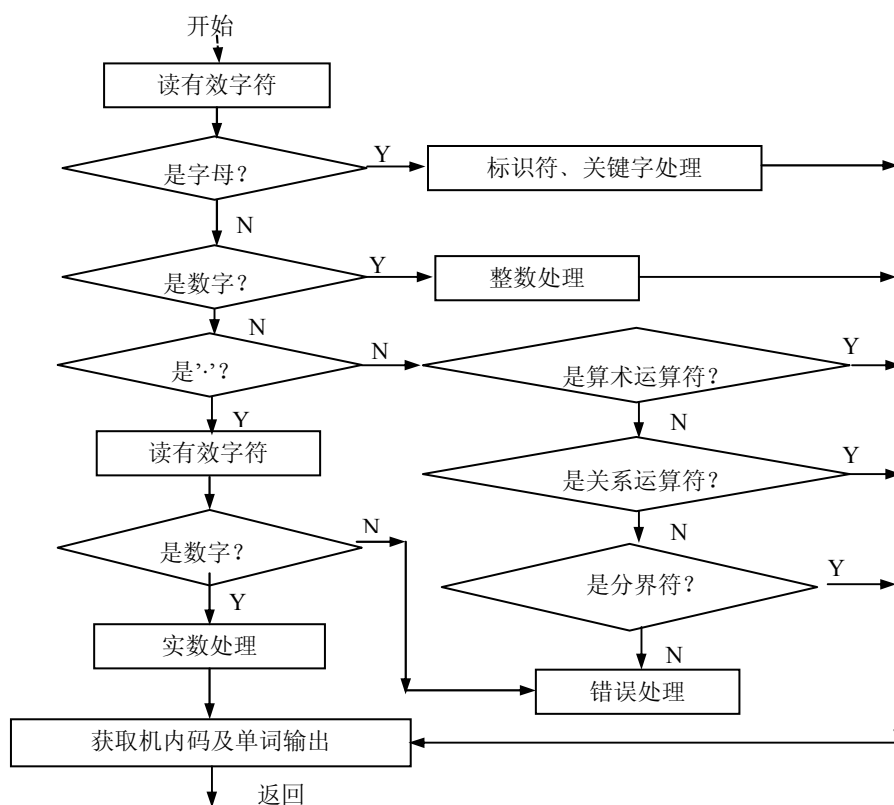 开始
读有效字符
是字母？
Y
标识符、关键字处理
N
是数字？
Y
整数处理
N
是'·'？
N
是算术运算符？
Y
Y
N
读有效字符
是关系运算符？
Y
N
是数字？
N
是分界符？
Y
Y
N
实数处理
错误处理
获取机内码及单词输出
返回